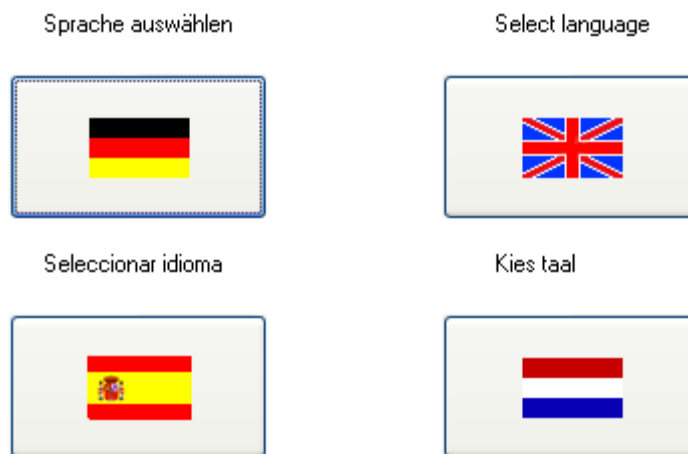 Sprache auswählen
Select language
Seleccionar idioma
Kies taal